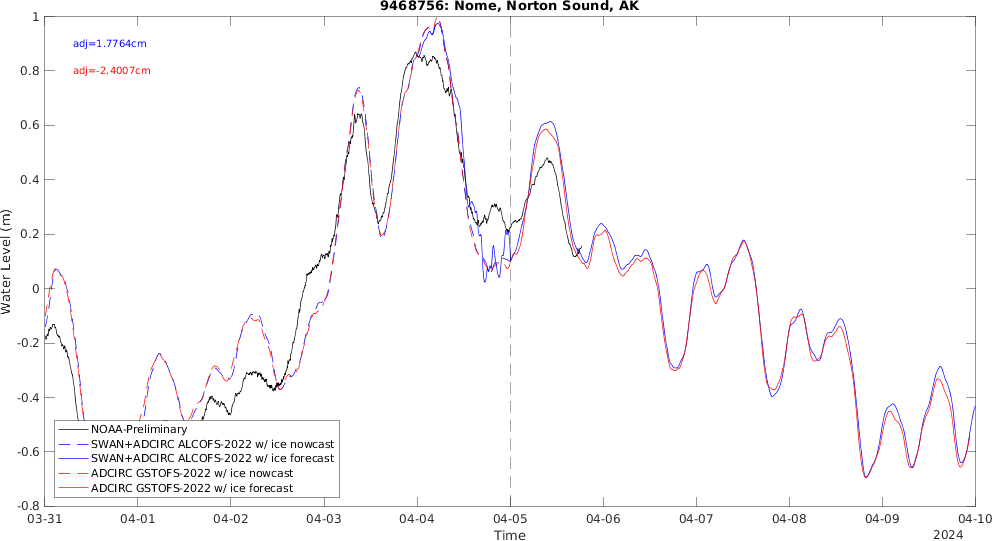 9468756: Nome, Norton Sound, AK
adj=1.7764cm
adj=-2.4007cm
Water Level (m)
1
0.8
0.6
0.4
0.2
0
-0.2
-0.4
-0.6
-0.8
NOAA-Preliminary
SWAN+ADCIRC ALCOFS-2022 w/ ice nowcast
SWAN+ADCIRC ALCOFS-2022 w/ ice forecast
ADCIRC GSTOFS-2022 w/ ice nowcast
ADCIRC GSTOFS-2022 w/ ice forecast
03-31 04-01 04-02 04-03 04-04 04-05 04-06 04-07 04-08 04-09 04-10
Time
2024